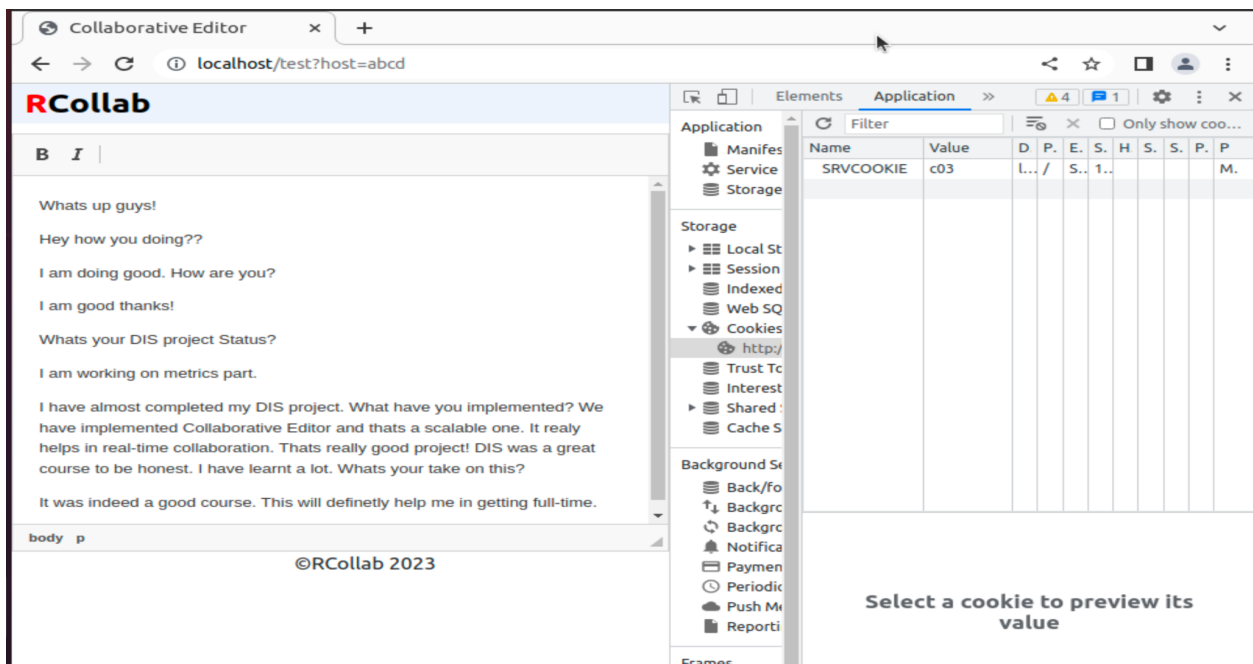 Collaborative Editor
localhost/test?host=abcd
RCollab
B I
Whats up guys!
Hey how you doing??
I am doing good. How are you?
I am good thanks!
Whats your DIS project Status?
I am working on metrics part.
I have almost completed my DIS project. What have you implemented? We
have implemented Collaborative Editor and thats a scalable one. It realy
helps in real-time collaboration. Thats really good project! DIS was a great
course to be honest. I have learnt a lot. Whats your take on this?
It was indeed a good course. This will definetly help me in getting full-time.
body p
©RCollab 2023
Elements Application » 4 1
Application
Manifes
Service
Storage
Storage
Local St
Session
Indexed
Web SQ
Cookies
http:/
Trust To
Interest
Shared
Cache S
Background Se
Back/fo
Backgro
Backgro
Notifica
Paymen
Periodic
Push Me
Reporti
Frames
Filter Only show coo...
Name Value D P. E. S. H S. S. P. P
SRVCOOKIE c03 l... / S.. 1.. M.
Select a cookie to preview its
value